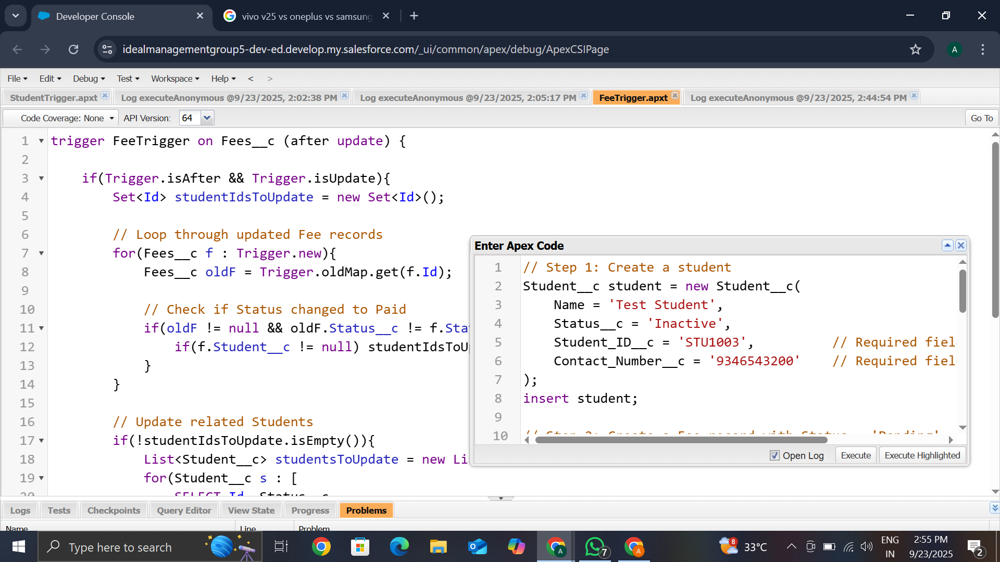 Developer Console
vivo v25 vs oneplus vs samsung
idealmanagementgroup5-dev-ed.develop.my.salesforce.com/_ui/common/apex/debug/ApexCSIPage
A
File Edit Debug Test Workspace Help < >
StudentTrigger.apxt
Log executeAnonymous @9/23/2025, 2:02:38 PM
Log executeAnonymous @9/23/2025, 2:05:17 PM
FeeTrigger.apxt
Log executeAnonymous @9/23/2025, 2:44:54 PM
Code Coverage: None API Version: 64 Go To
1 trigger FeeTrigger on Fees__c (after update) {
2
3 if(Trigger.isAfter && Trigger.isUpdate){
4 Set<Id> studentIdsToUpdate = new Set<Id>();
5
6 // Loop through updated Fee records
7 for(Fees__c f : Trigger.new){
8 Fees__c oldF = Trigger.oldMap.get(f.Id);
9
10 // Check if Status changed to Paid
11 if(oldF != null && oldF.Status__c != f.Sta
12 if(f.Student__c != null) studentIdsToU
13 }
14 }
15
16 // Update related Students
17 if(!studentIdsToUpdate.isEmpty()){
18 List<Student__c> studentsToUpdate = new Li
19 for(Student__c s : [
20 SELECT Id, Status__c
Enter Apex Code
1 // Step 1: Create a student
2 Student__c student = new Student__c(
3 Name = 'Test Student',
4 Status__c = 'Inactive',
5 Student_ID__c = 'STU1003', // Required fiel
6 Contact_Number__c = '9346543200' // Required fiel
7 );
8 insert student;
9
10 // Step 2: Create a Fee record with Status = 'Pending'
Open Log Execute Execute Highlighted
Logs Tests Checkpoints Query Editor View State Progress Problems
Name Line Problem
Type here to search
A
7
A
8
33°C
ENG
IN
2:55 PM
9/23/2025
2